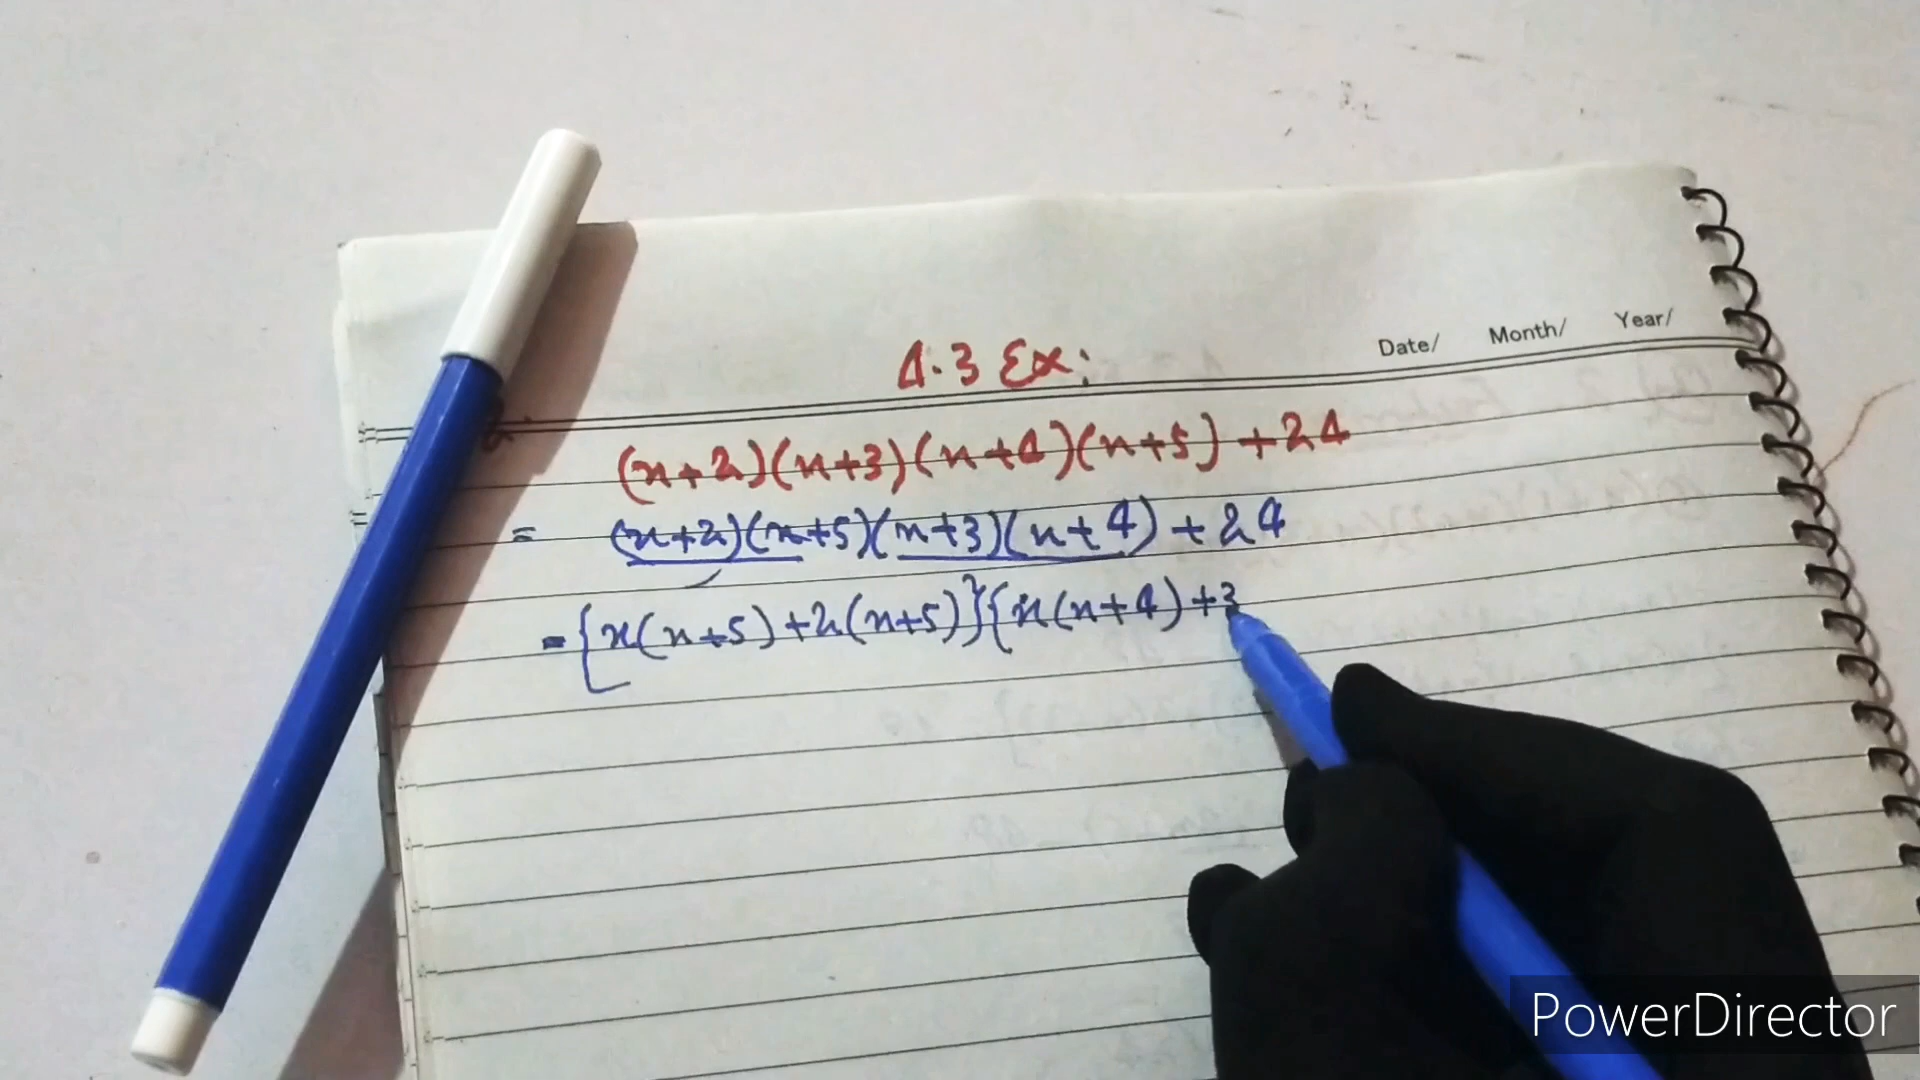 4.3 Ex:
Date/ Month/ Year/
(x+2)(x+3)(x+4)(x+5)+24
= (x+2)(x+5)(x+3)(x+4)+24
={x(x+5)+2(x+5)}{x(x+4)+3
PowerDirector